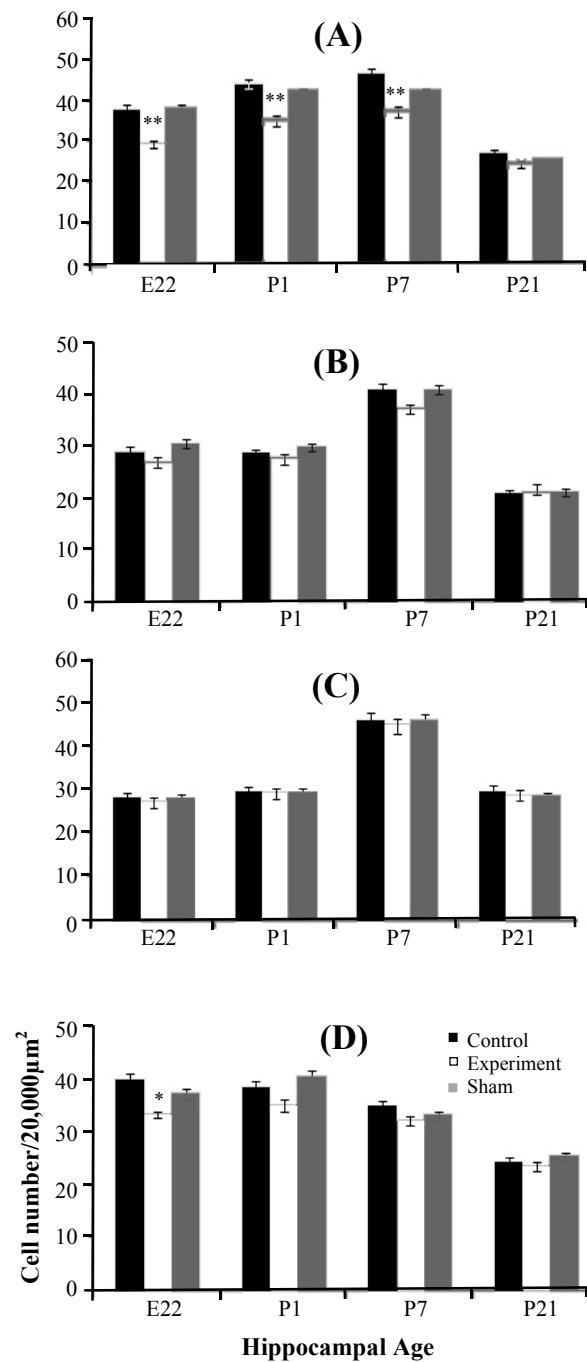 (A)
60
50
40
30
20
10
0
**
**
**
E22 P1 P7 P21
(B)
50
40
30
20
10
0
E22 P1 P7 P21
(C)
60
50
40
30
20
10
0
E22 P1 P7 P21
(D)
50
40
30
20
10
0
*
Control
Experiment
Sham
E22 P1 P7 P21
Cell number/20,000µm²
Hippocampal Age